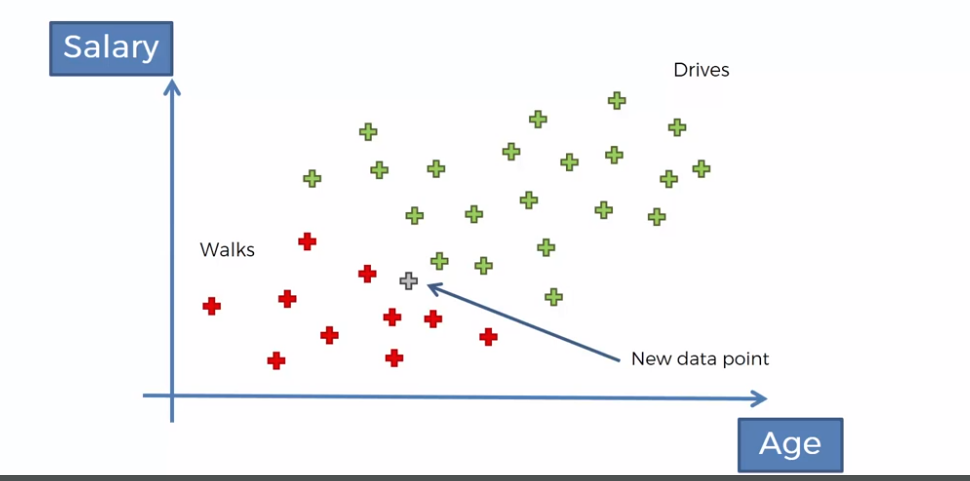 Salary
Drives
Walks
New data point
Age